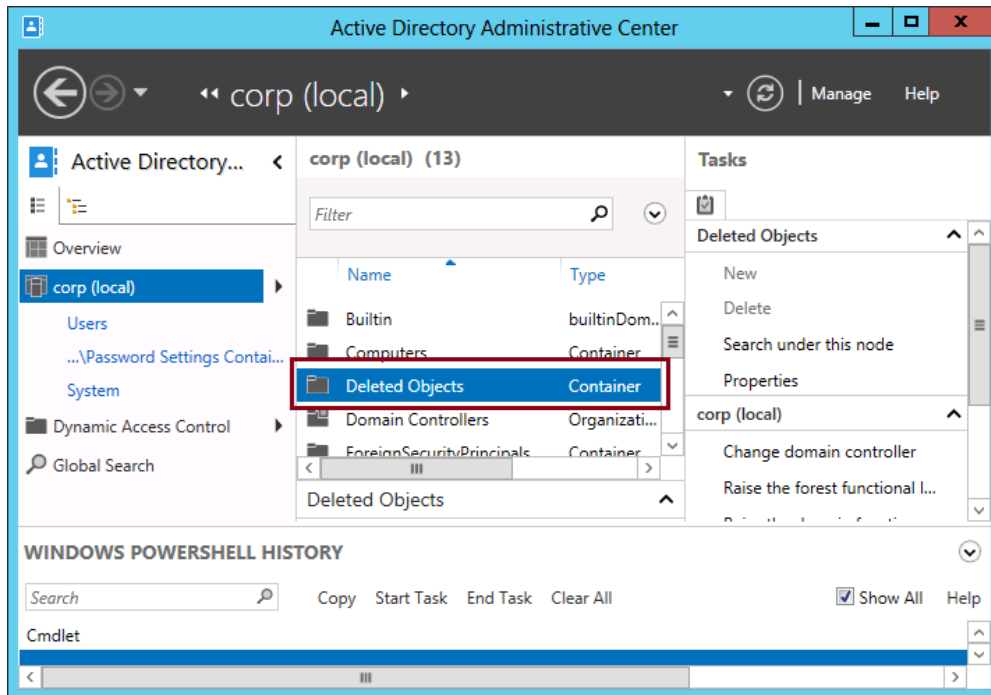 Active Directory Administrative Center
corp (local)
Manage
Help
Active Directory...
Overview
corp (local)
Users
...\Password Settings Contai...
System
Dynamic Access Control
Global Search
corp (local) (13)
Filter
Name Type
Builtin builtinDom...
Computers Container
Deleted Objects Container
Domain Controllers Organizati...
ForeignSecurityPrincipals Container
Deleted Objects
Tasks
Deleted Objects
New
Delete
Search under this node
Properties
corp (local)
Change domain controller
Raise the forest functional l...
WINDOWS POWERSHELL HISTORY
Search Copy Start Task End Task Clear All Show All Help
Cmdlet